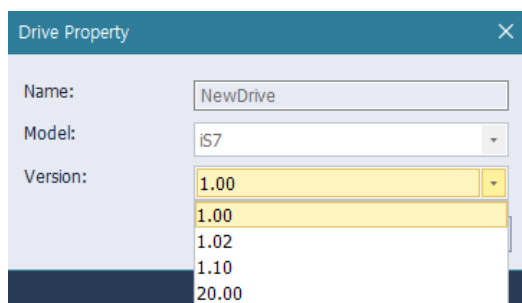 Drive Property
Name:
NewDrive
Model:
iS7
Version:
1.00
1.00
1.02
1.10
20.00